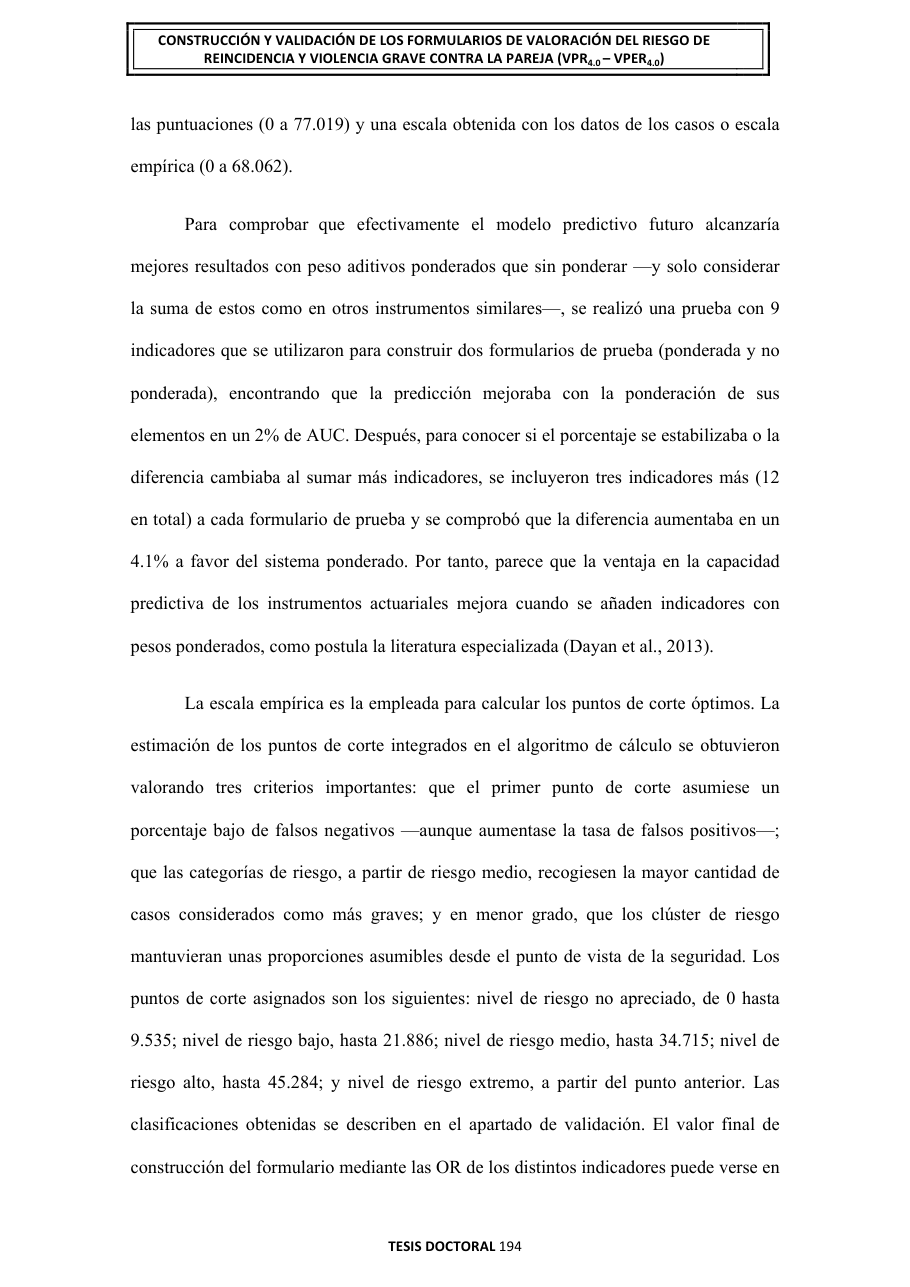 CONSTRUCCIÓN Y VALIDACIÓN DE LOS FORMULARIOS DE VALORACIÓN DEL RIESGO DE
REINCIDENCIA Y VIOLENCIA GRAVE CONTRA LA PAREJA (VPR4.0 – VPER4.0)
las puntuaciones (0 a 77.019) y una escala obtenida con los datos de los casos o escala
empírica (0 a 68.062).
Para comprobar que efectivamente el modelo predictivo futuro alcanzaría
mejores resultados con peso aditivos ponderados que sin ponderar —y solo considerar
la suma de estos como en otros instrumentos similares—, se realizó una prueba con 9
indicadores que se utilizaron para construir dos formularios de prueba (ponderada y no
ponderada), encontrando que la predicción mejoraba con la ponderación de sus
elementos en un 2% de AUC. Después, para conocer si el porcentaje se estabilizaba o la
diferencia cambiaba al sumar más indicadores, se incluyeron tres indicadores más (12
en total) a cada formulario de prueba y se comprobó que la diferencia aumentaba en un
4.1% a favor del sistema ponderado. Por tanto, parece que la ventaja en la capacidad
predictiva de los instrumentos actuariales mejora cuando se añaden indicadores con
pesos ponderados, como postula la literatura especializada (Dayan et al., 2013).
La escala empírica es la empleada para calcular los puntos de corte óptimos. La
estimación de los puntos de corte integrados en el algoritmo de cálculo se obtuvieron
valorando tres criterios importantes: que el primer punto de corte asumiese un
porcentaje bajo de falsos negativos —aunque aumentase la tasa de falsos positivos—;
que las categorías de riesgo, a partir de riesgo medio, recogiesen la mayor cantidad de
casos considerados como más graves; y en menor grado, que los clúster de riesgo
mantuvieran unas proporciones asumibles desde el punto de vista de la seguridad. Los
puntos de corte asignados son los siguientes: nivel de riesgo no apreciado, de 0 hasta
9.535; nivel de riesgo bajo, hasta 21.886; nivel de riesgo medio, hasta 34.715; nivel de
riesgo alto, hasta 45.284; y nivel de riesgo extremo, a partir del punto anterior. Las
clasificaciones obtenidas se describen en el apartado de validación. El valor final de
construcción del formulario mediante las OR de los distintos indicadores puede verse en
TESIS DOCTORAL 194